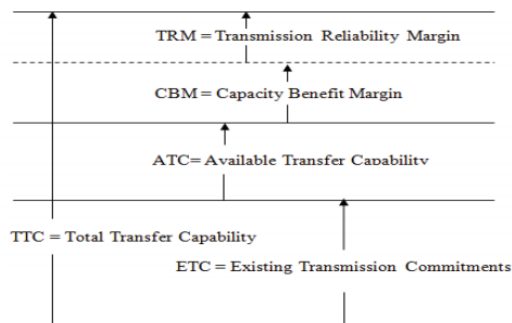 TRM = Transmission Reliability Margin
CBM = Capacity Benefit Margin
ATC= Available Transfer Capability
TTC = Total Transfer Capability
ETC = Existing Transmission Commitments